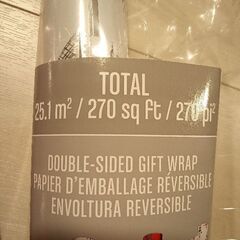 TOTAL
25.1 m² / 270 sq ft / 270 pi²
DOUBLE-SIDED GIFT WRAP
PAPIER D'EMBALLAGE RÉVERSIBLE
ENVOLTURA REVERSIBLE